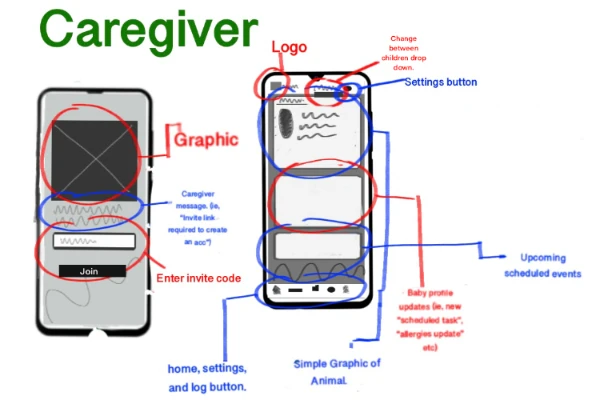 Caregiver
Logo
Change
between
children drop
down.
Settings button
Graphic
Caregiver
message. (ie,
"Invite link
required to create
an acc")
Enter invite code
Join
Upcoming
scheduled events
Baby profile
updates (ie. new
"scheduled task",
"allergies update"
etc)
home, settings,
and log button.
Simple Graphic of
Animal.